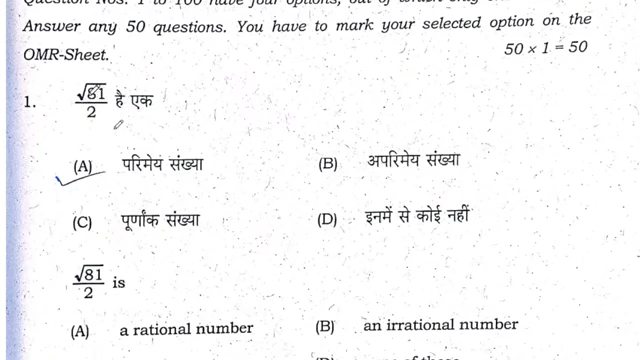 Answer any 50 questions. You have to mark your selected option on the
OMR-Sheet. 50 × 1 = 50
1. √81/2 है एक
(A) परिमेय संख्या (B) अपरिमेय संख्या
(C) पूर्णांक संख्या (D) इनमें से कोई नहीं
√81/2 is
(A) a rational number (B) an irrational number